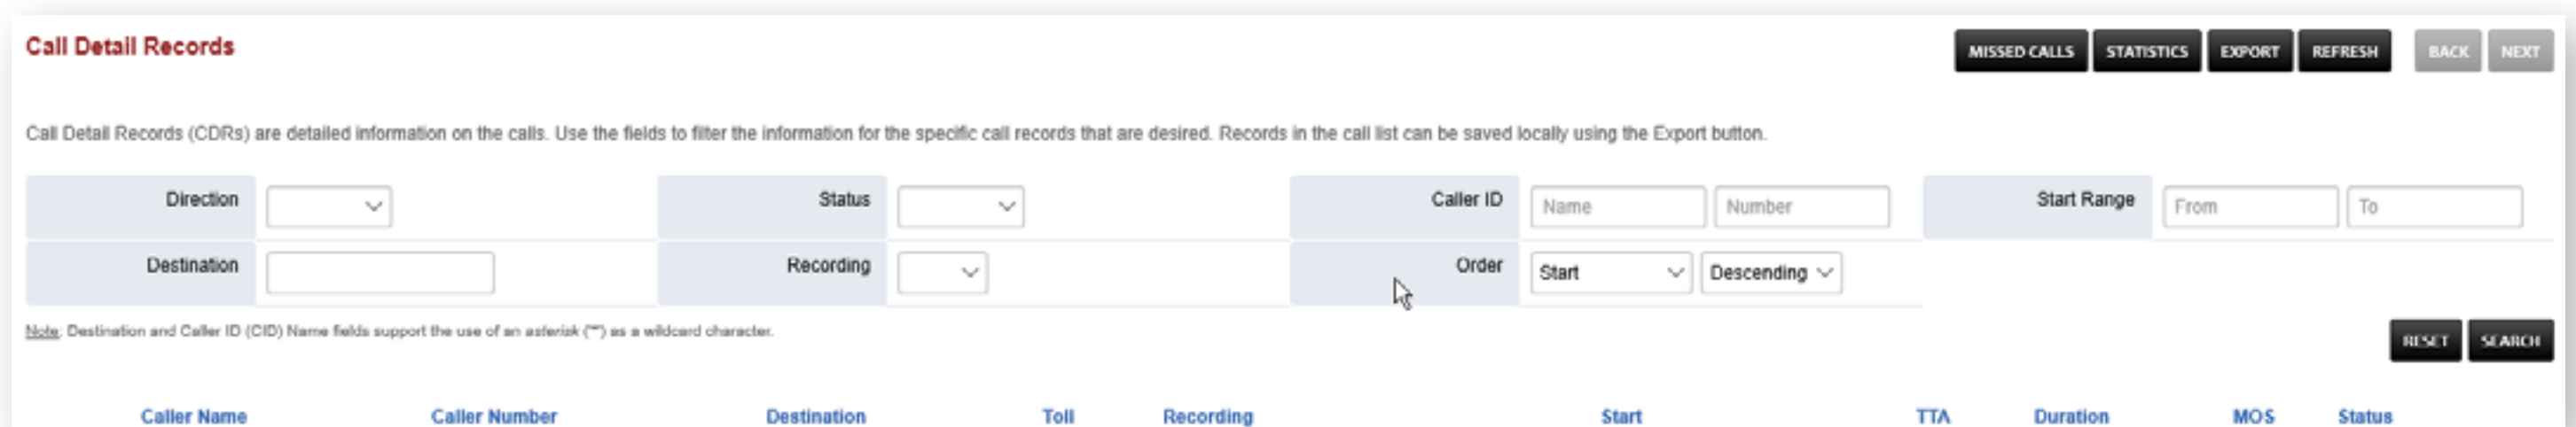 Call Detail Records MISSED CALLS STATISTICS EXPORT REFRESH BACK NEXT
Call Detail Records (CDRs) are detailed information on the calls. Use the fields to filter the information for the specific call records that are desired. Records in the call list can be saved locally using the Export button.
Direction Status Caller ID Name Number Start Range From To
Destination Recording Order Start Descending
Note: Destination and Caller ID (CID) Name fields support the use of an asterisk ("*") as a wildcard character.
RESET SEARCH
Caller Name Caller Number Destination Toll Recording Start TTA Duration MOS Status